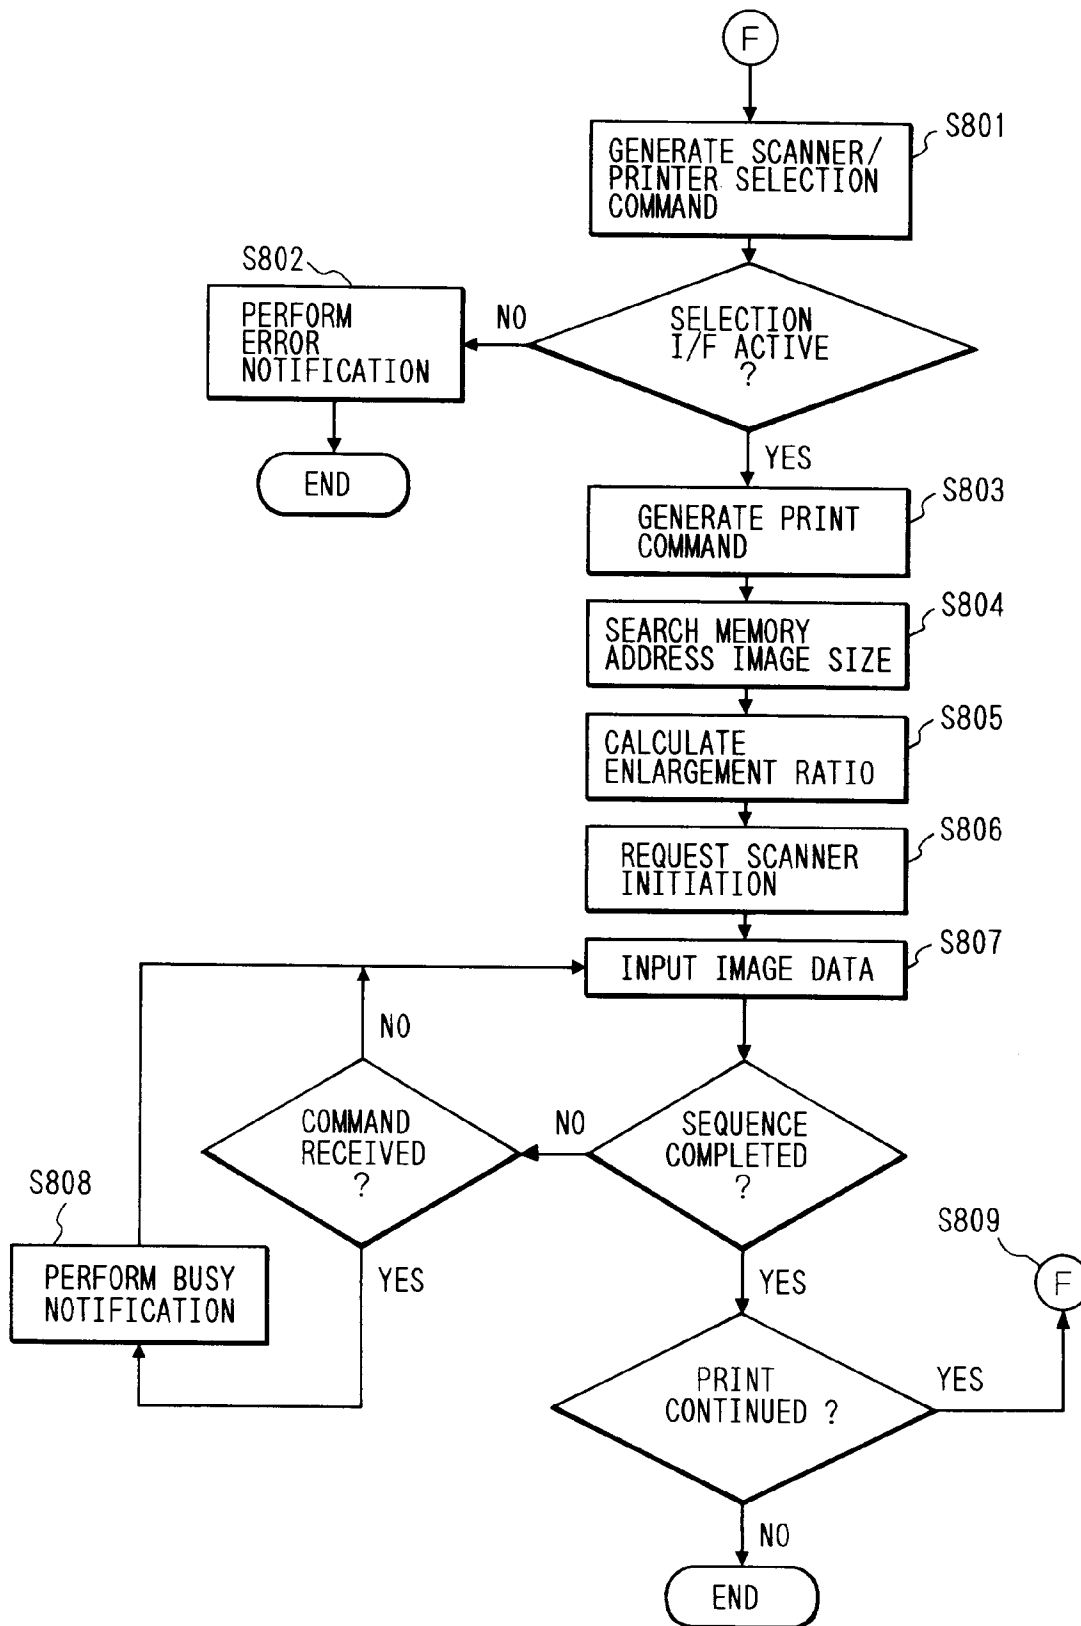 F
S801
GENERATE SCANNER/
PRINTER SELECTION
COMMAND
S802
PERFORM
ERROR
NOTIFICATION
NO
SELECTION
I/F ACTIVE
?
END
YES
S803
GENERATE PRINT
COMMAND
S804
SEARCH MEMORY
ADDRESS IMAGE SIZE
S805
CALCULATE
ENLARGEMENT RATIO
S806
REQUEST SCANNER
INITIATION
S807
INPUT IMAGE DATA
NO
COMMAND
RECEIVED
?
NO
SEQUENCE
COMPLETED
?
S808
PERFORM BUSY
NOTIFICATION
YES
YES
S809
F
PRINT
CONTINUED ?
YES
NO
END